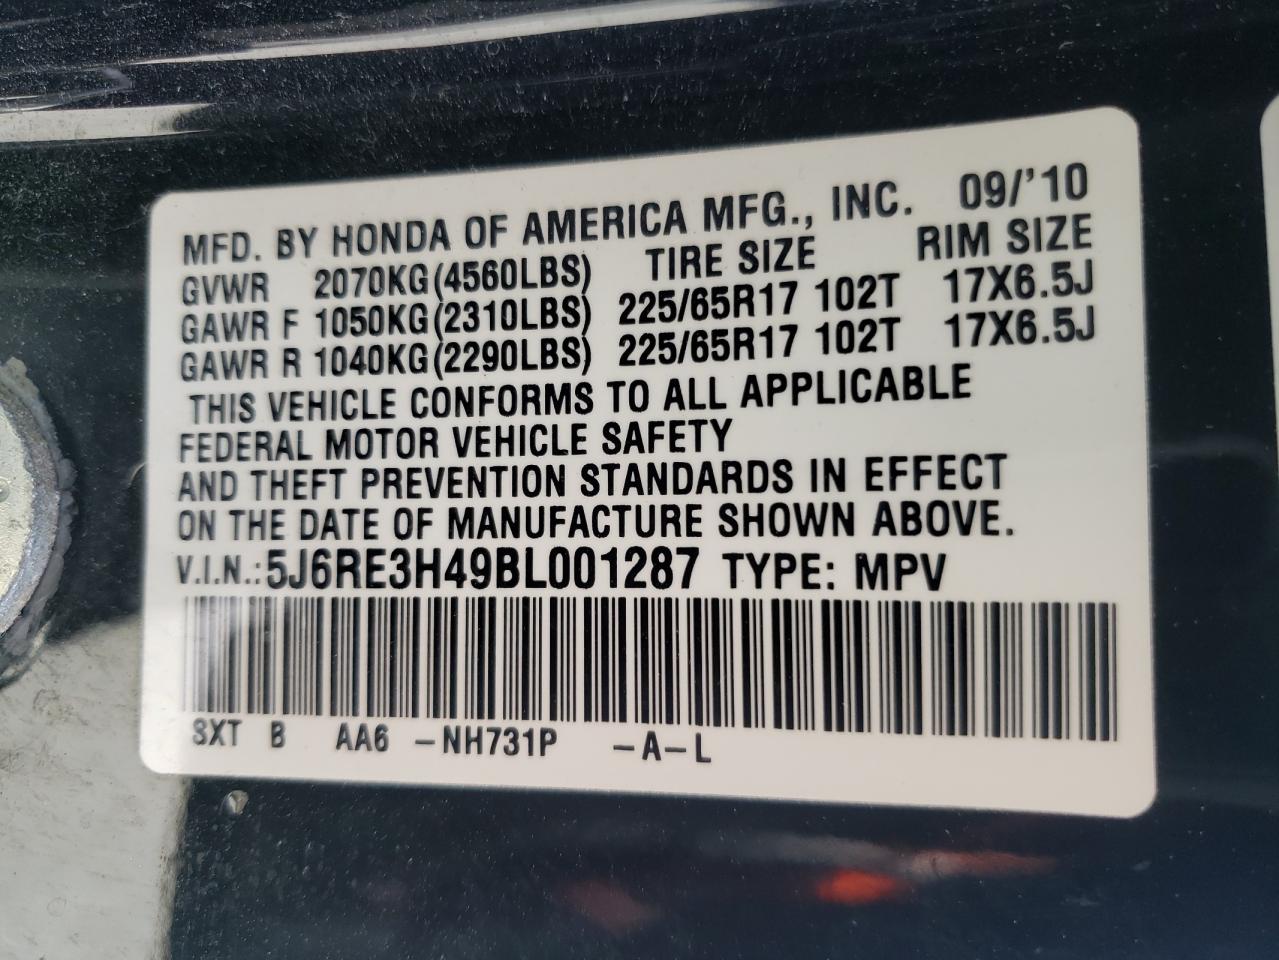 MFD. BY HONDA OF AMERICA MFG., INC. 09/'10
GVWR 2070KG(4560LBS) TIRE SIZE RIM SIZE
GAWR F 1050KG(2310LBS) 225/65R17 102T 17X6.5J
GAWR R 1040KG(2290LBS) 225/65R17 102T 17X6.5J
THIS VEHICLE CONFORMS TO ALL APPLICABLE
FEDERAL MOTOR VEHICLE SAFETY
AND THEFT PREVENTION STANDARDS IN EFFECT
ON THE DATE OF MANUFACTURE SHOWN ABOVE.
V.I.N.: 5J6RE3H49BL001287 TYPE: MPV
SXT B AA6 -NH731P -A-L